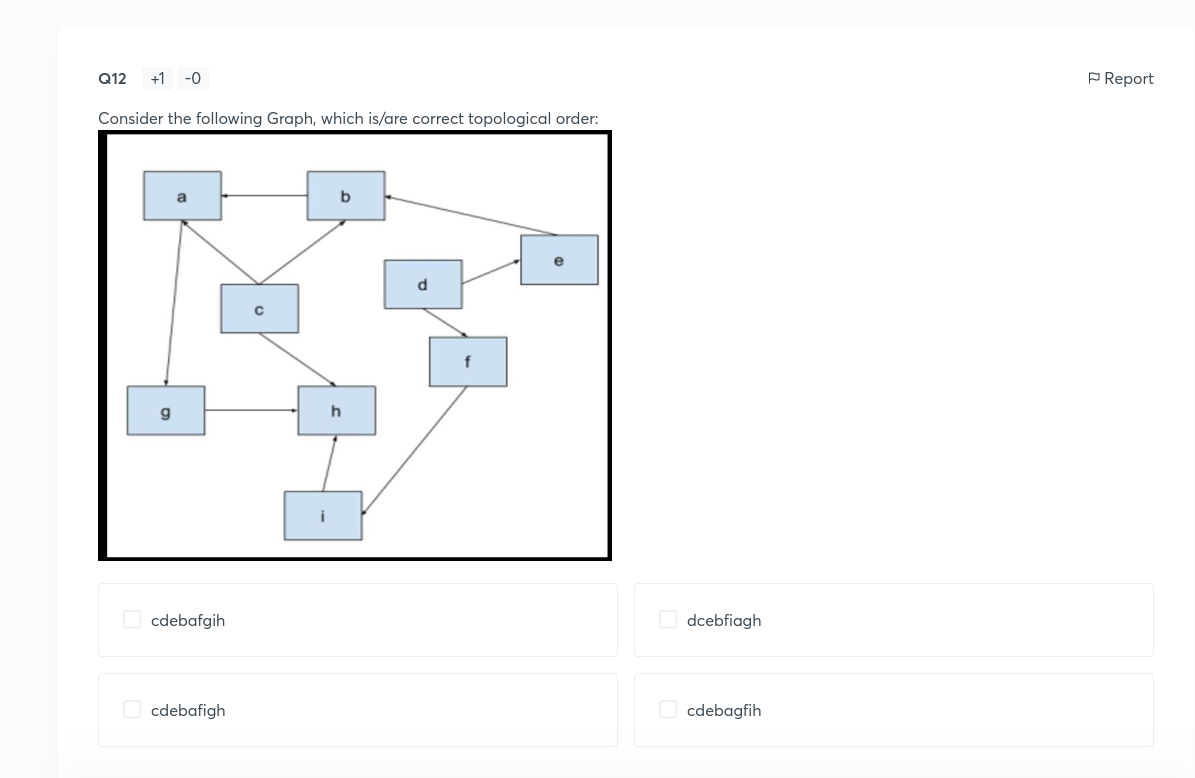 Q12 +1 -0 Report
Consider the following Graph, which is/are correct topological order:
a b
e
d
c
f
g h
i
cdebafgih dcebfiagh
cdebafigh cdebagfih